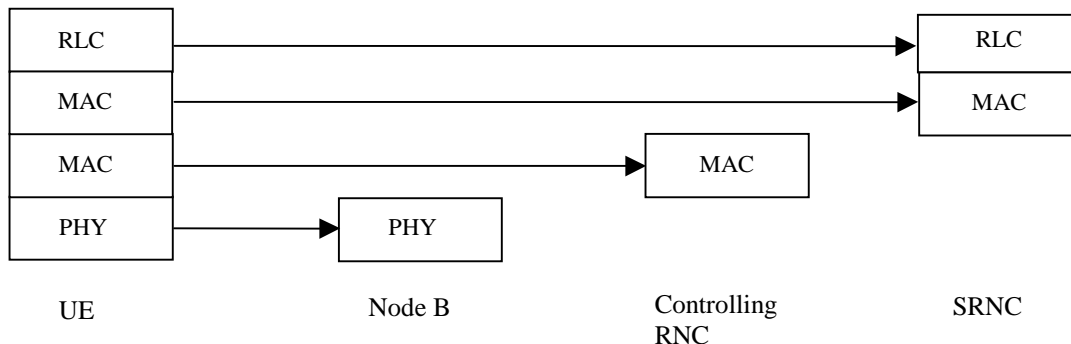 RLC
RLC
MAC
MAC
MAC
MAC
PHY
PHY
UE
Node B
Controlling
RNC
SRNC